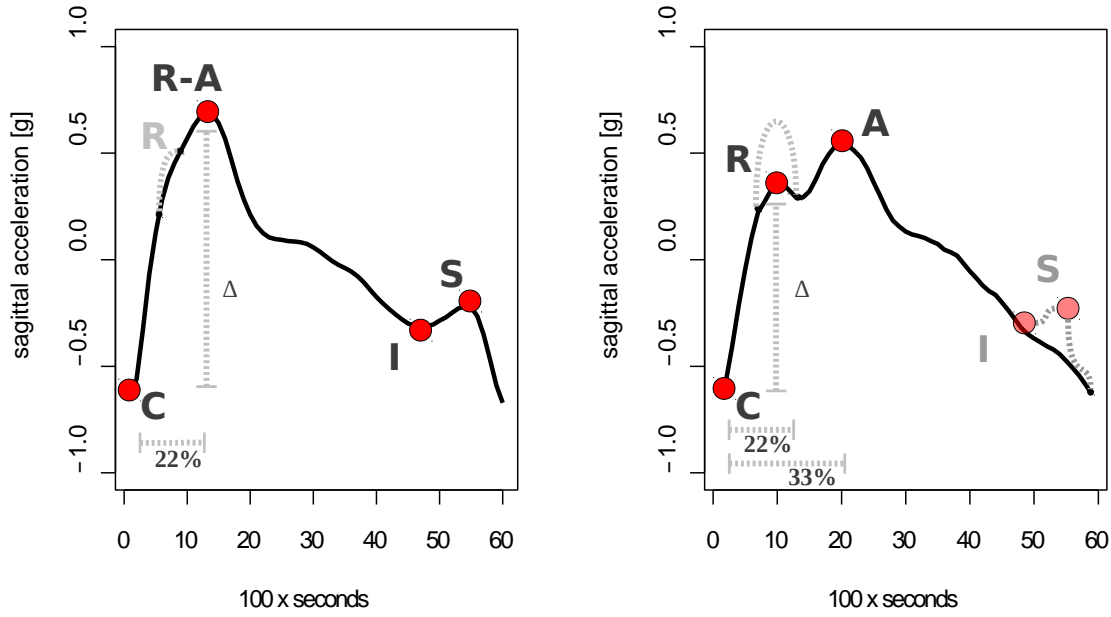 1.0
0.5
0.0
−0.5
−1.0
sagittal acceleration [g]
R-A
R
Δ
S
I
C
22%
0 10 20 30 40 50 60
100 x seconds
1.0
0.5
0.0
−0.5
−1.0
sagittal acceleration [g]
A
R
Δ
S
I
C
22%
33%
0 10 20 30 40 50 60
100 x seconds